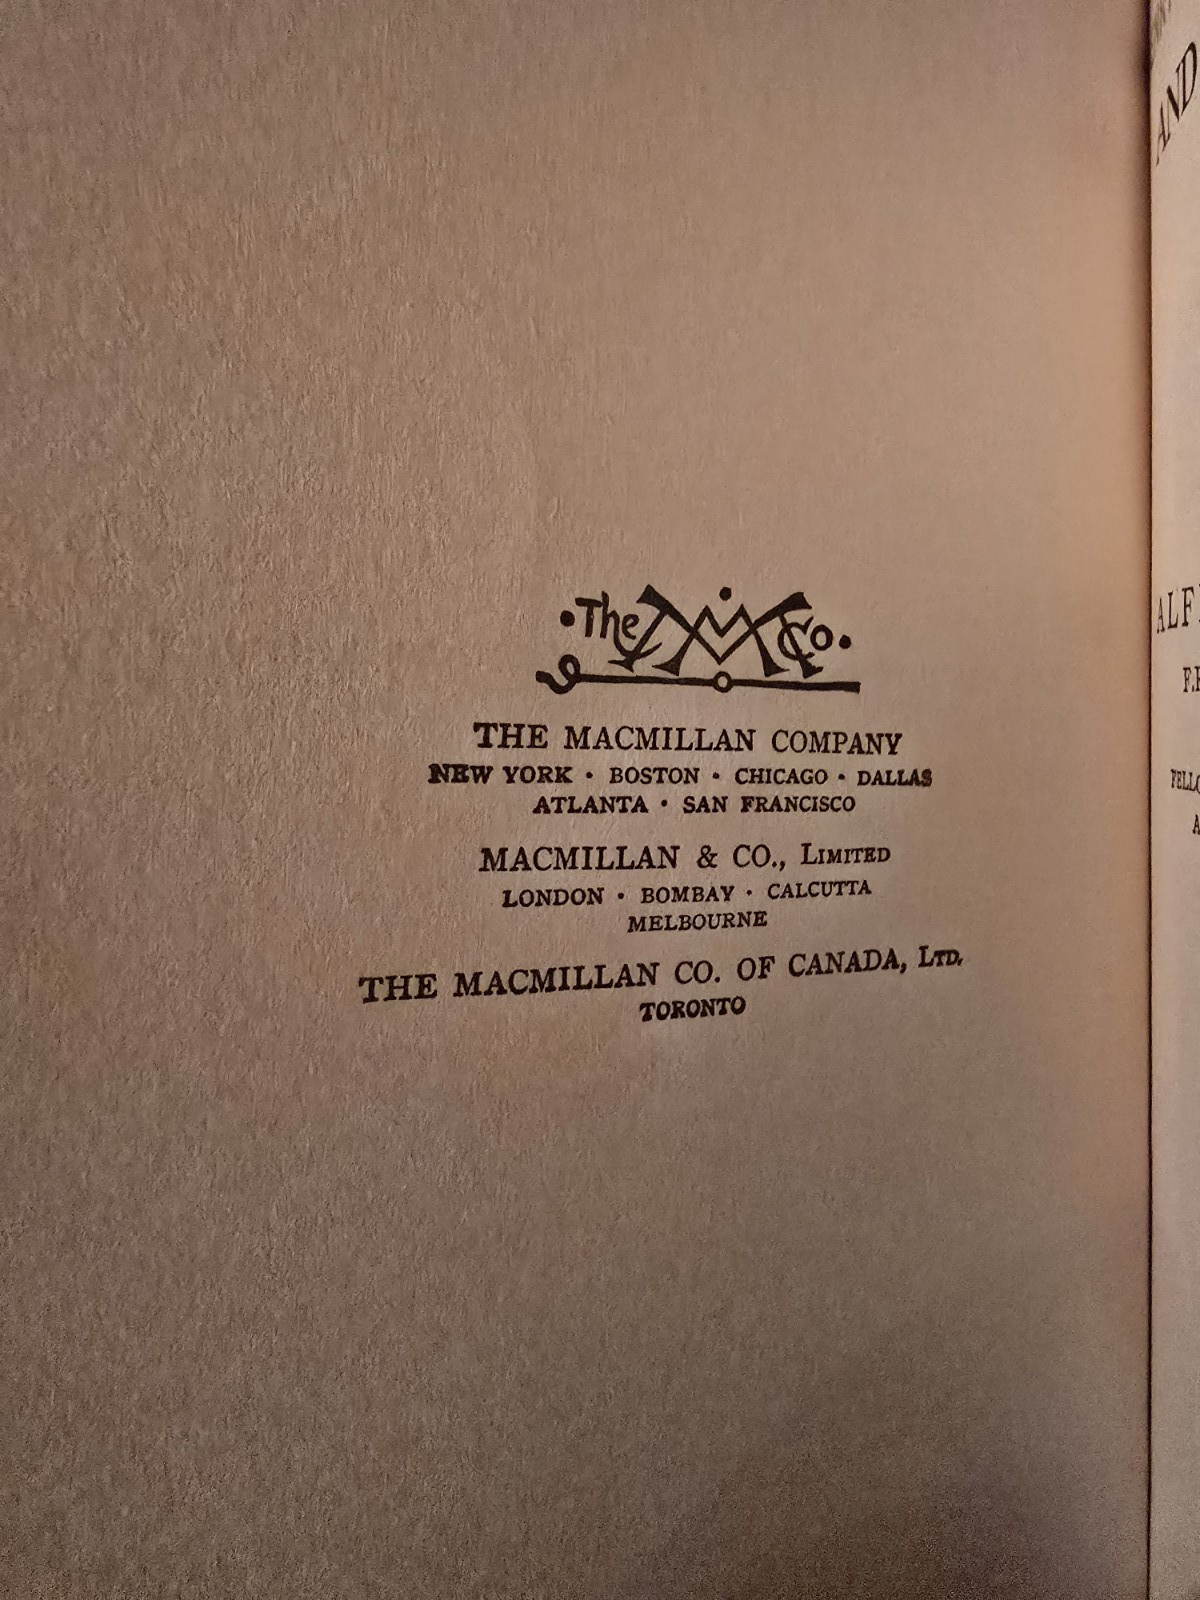 ·The M Co.·
THE MACMILLAN COMPANY
NEW YORK · BOSTON · CHICAGO · DALLAS
ATLANTA · SAN FRANCISCO
MACMILLAN & CO., LIMITED
LONDON · BOMBAY · CALCUTTA
MELBOURNE
THE MACMILLAN CO. OF CANADA, LTD.
TORONTO
AND